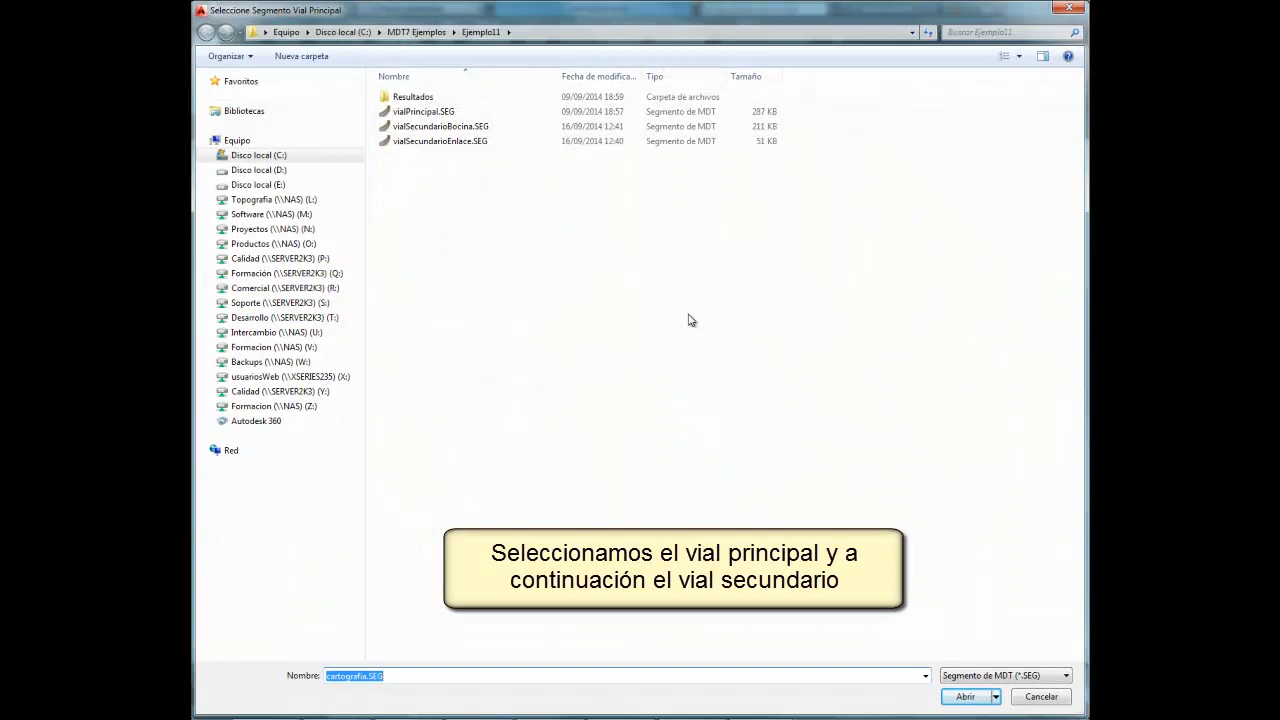 Seleccione Segmento Vial Principal
Equipo Disco local (C:) MDT7 Ejemplos Ejemplo11
Buscar Ejemplo11
Organizar Nueva carpeta
Nombre Fecha de modifica... Tipo Tamaño
Resultados 09/09/2014 18:59 Carpeta de archivos
vialPrincipal.SEG 09/09/2014 18:57 Segmento de MDT 287 KB
vialSecundarioBocina.SEG 16/09/2014 12:41 Segmento de MDT 211 KB
vialSecundarioEnlace.SEG 16/09/2014 12:40 Segmento de MDT 51 KB
Favoritos
Bibliotecas
Equipo
Disco local (C:)
Disco local (D:)
Disco local (E:)
Topografia (\\NAS) (L:)
Software (\\NAS) (M:)
Proyectos (\\NAS) (N:)
Productos (\\NAS) (O:)
Calidad (\\SERVER2K3) (P:)
Formación (\\SERVER2K3) (Q:)
Comercial (\\SERVER2K3) (R:)
Soporte (\\SERVER2K3) (S:)
Desarrollo (\\SERVER2K3) (T:)
Intercambio (\\NAS) (U:)
Formacion (\\NAS) (V:)
Backups (\\NAS) (W:)
usuariosWeb (\\XSERIES235) (X:)
Calidad (\\SERVER2K3) (Y:)
Formacion (\\NAS) (Z:)
Autodesk 360
Red
Seleccionamos el vial principal y a
continuación el vial secundario
Nombre: cartografia.SEG
Segmento de MDT (*.SEG)
Abrir Cancelar